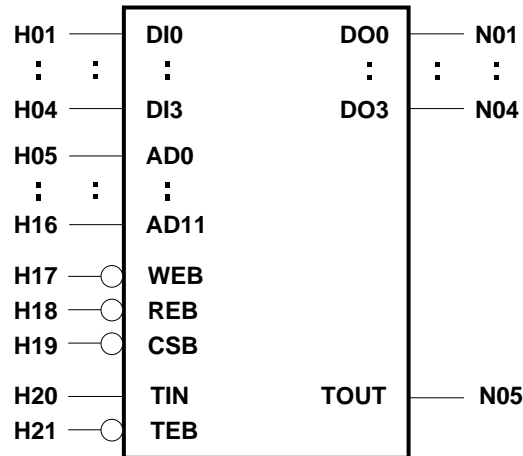 H01 DI0 DO0 N01
: : : : : :
H04 DI3 DO3 N04
H05 AD0
: : :
H16 AD11
H17 WEB
H18 REB
H19 CSB
H20 TIN TOUT N05
H21 TEB